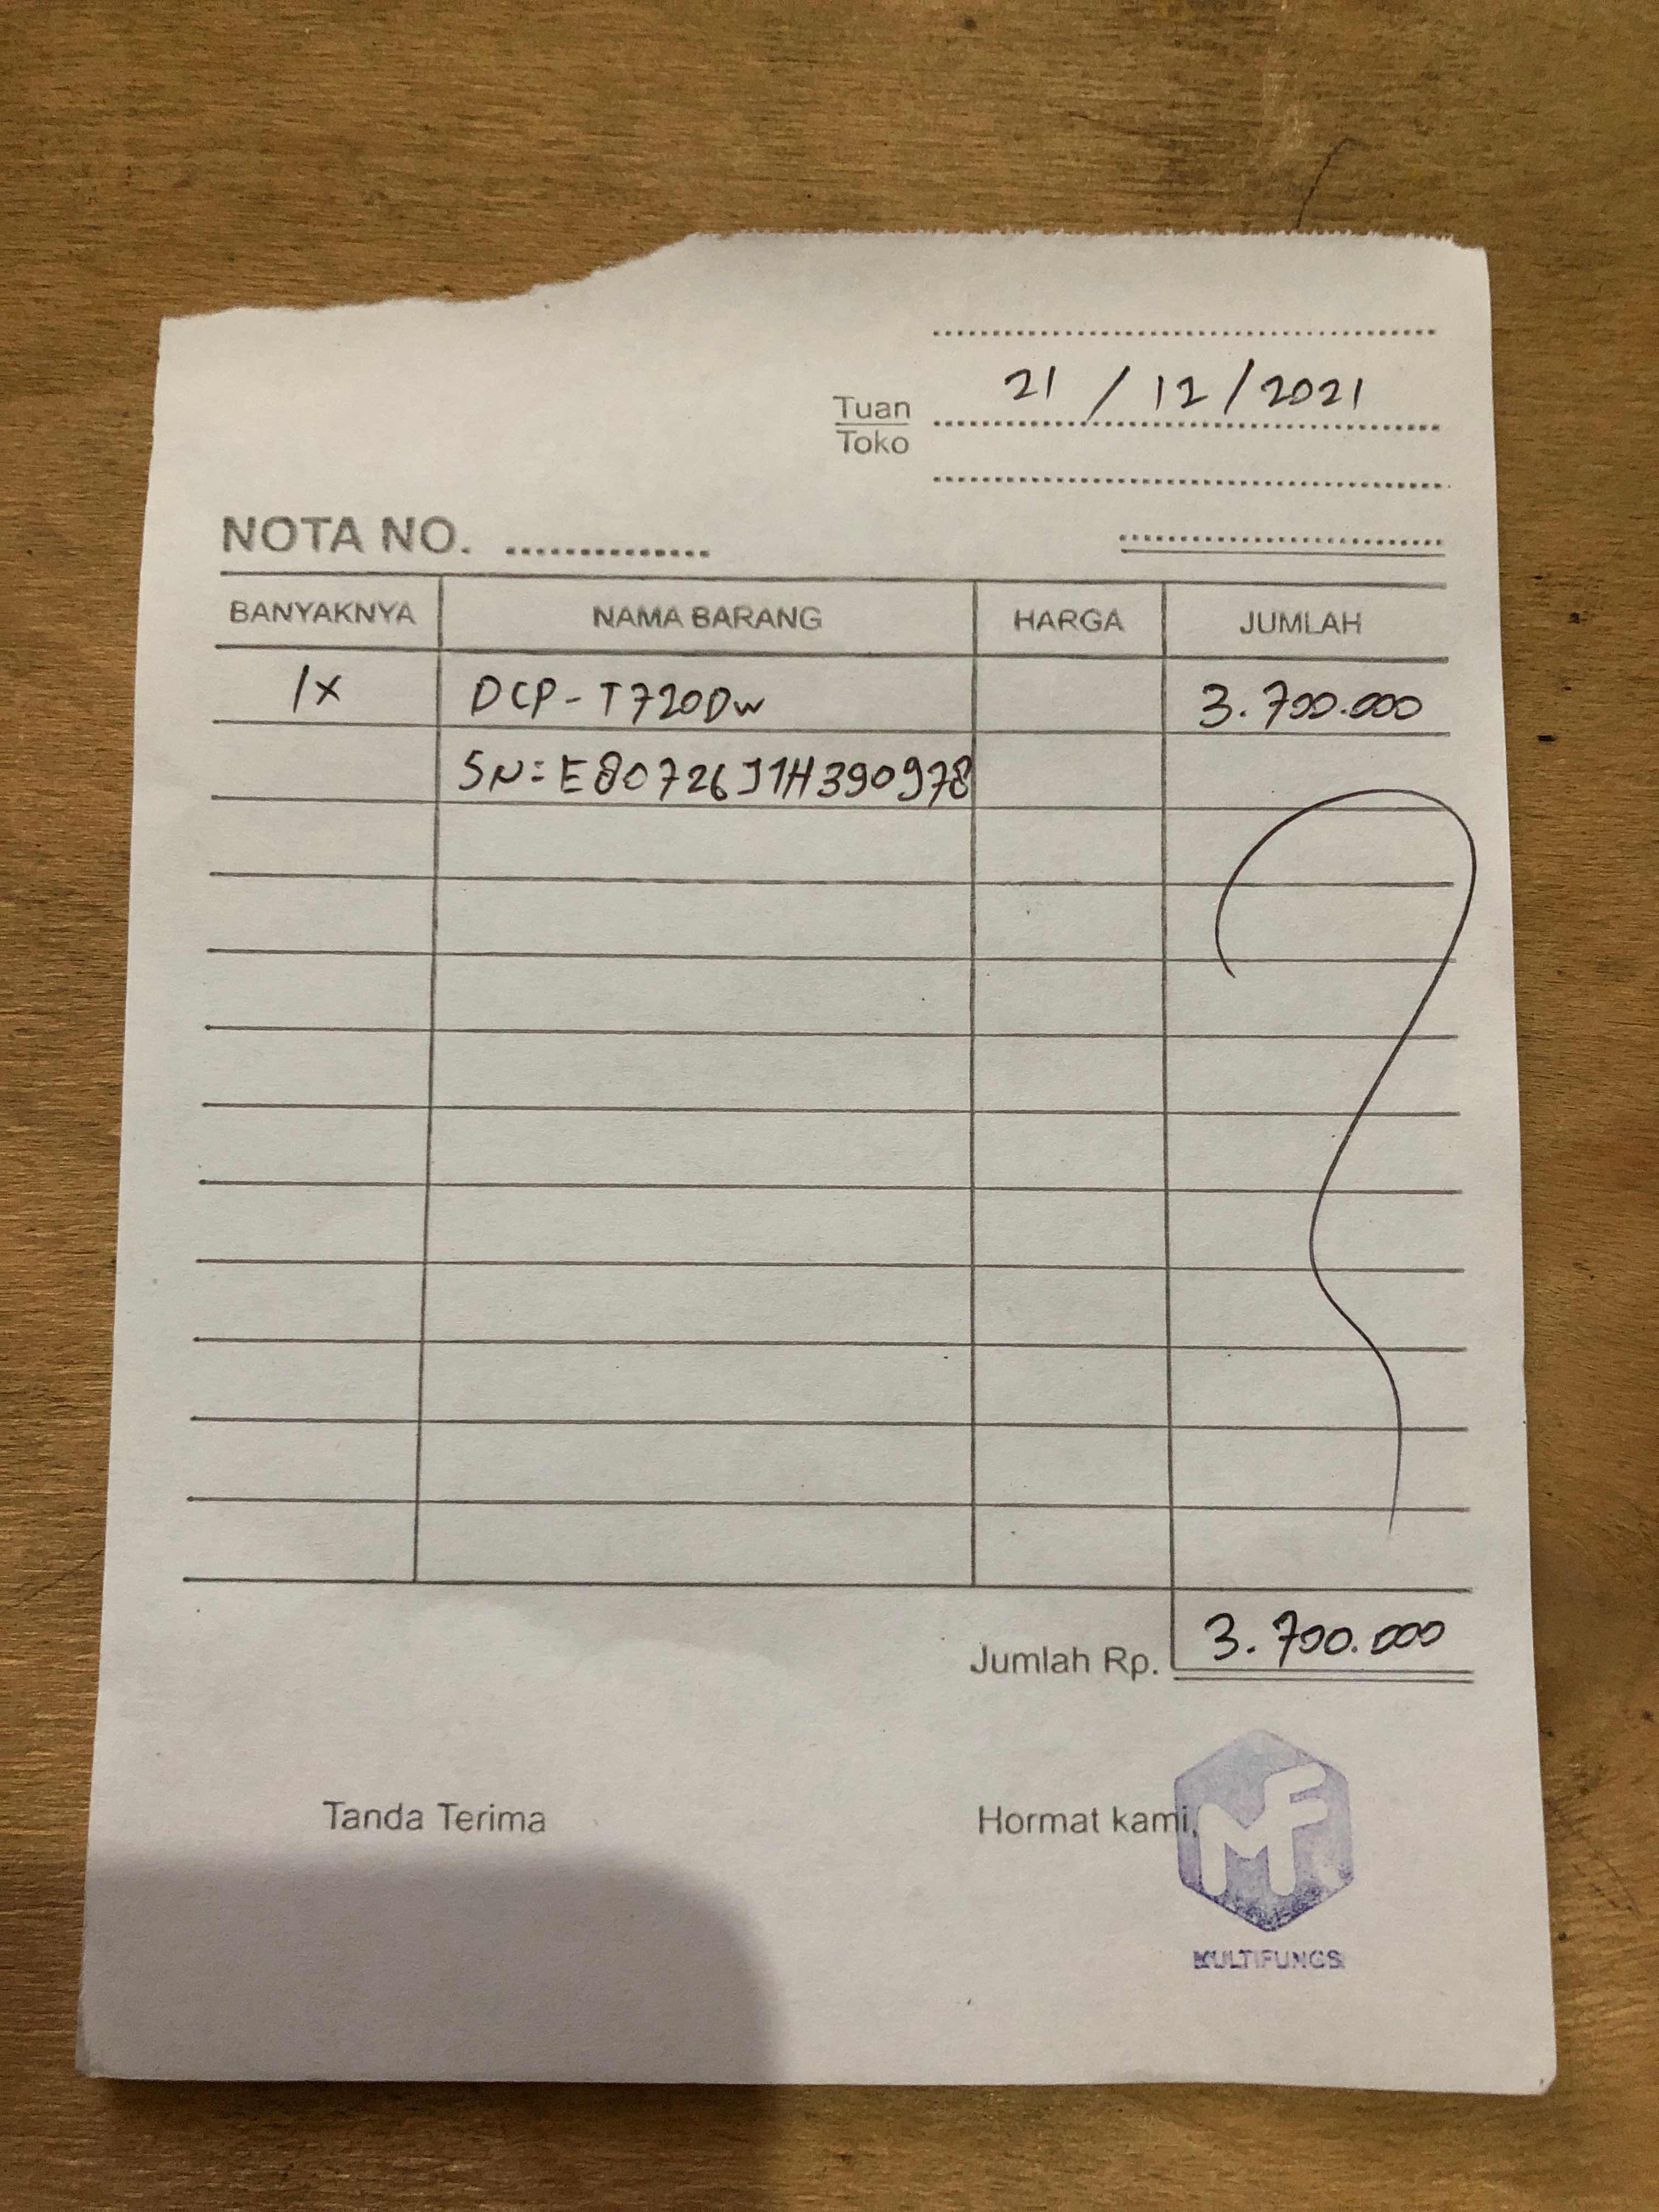 21 / 12 / 2021
Tuan
Toko
NOTA NO.
BANYAKNYA NAMA BARANG HARGA JUMLAH
1x DCP-T720Dw 3.700.000
SN: E80726J1H390978
Jumlah Rp. 3.700.000
Tanda Terima Hormat kami,
MF
MULTIFUNGSI